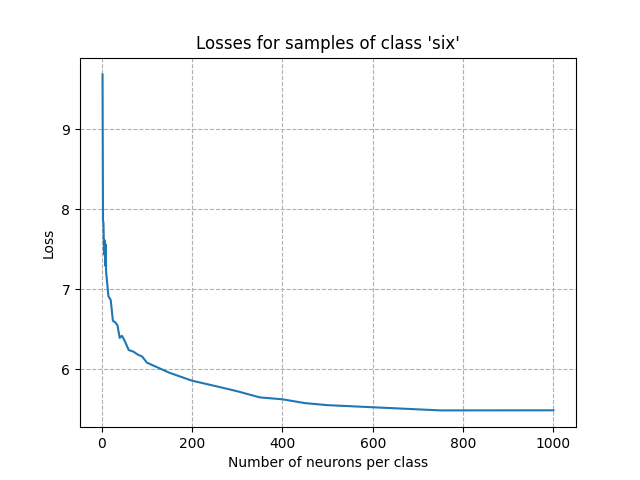 Losses for samples of class 'six'
9
8
7
6
Loss
0 200 400 600 800 1000
Number of neurons per class